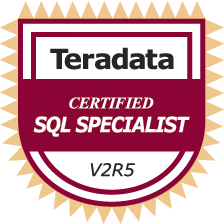 Teradata
CERTIFIED
SQL SPECIALIST
V2R5